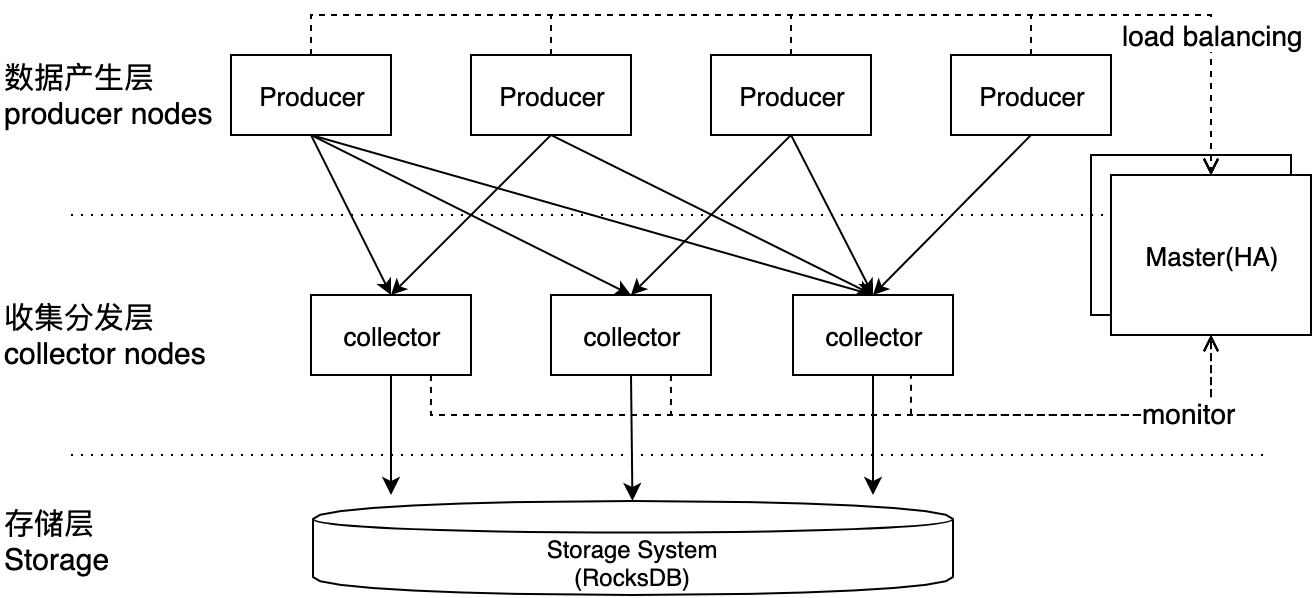 load balancing
数据产生层
producer nodes
Producer
Producer
Producer
Producer
Master(HA)
收集分发层
collector nodes
collector
collector
collector
monitor
存储层
Storage
Storage System
(RocksDB)